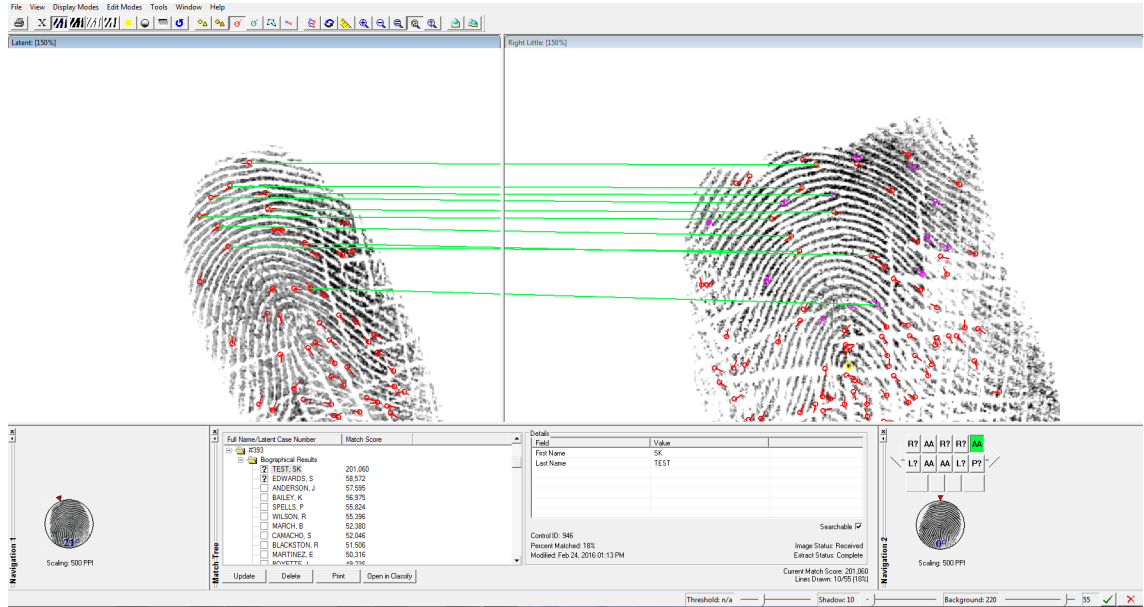 File View Display Modes Edit Modes Tools Window Help
Latent: [150%]
Right Little: [150%]
Navigation 1
21°
Scaling: 500 PPI
Match Tree
Full Name/Latent Case Number Match Score
#393
Biographical Results
? TEST, SK 201,060
? EDWARDS, S 58,572
ANDERSON, J 57,595
BAILEY, K 56,975
SPELLS, P 55,824
WILSON, R 55,396
MARCH, B 52,380
CAMACHO, S 52,046
BLACKSTON, R 51,506
MARTINEZ, E 50,316
Update Delete Print Open in Classify
Details
Field Value
First Name SK
Last Name TEST
Searchable
Control ID: 946
Percent Matched: 18% Image Status: Received
Modified: Feb 24, 2016 01:13 PM Extract Status: Complete
Current Match Score: 201,060
Lines Drawn: 10/55 (18%)
Navigation 2
R? AA R? R? AA
L? AA AA L? P?
0°
Scaling: 500 PPI
Threshold: n/a Shadow: 10 Background: 220 55